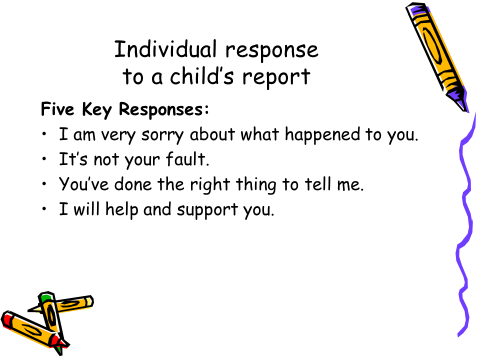 Individual response
to a child's report
Five Key Responses:
• I am very sorry about what happened to you.
• It's not your fault.
• You've done the right thing to tell me.
• I will help and support you.